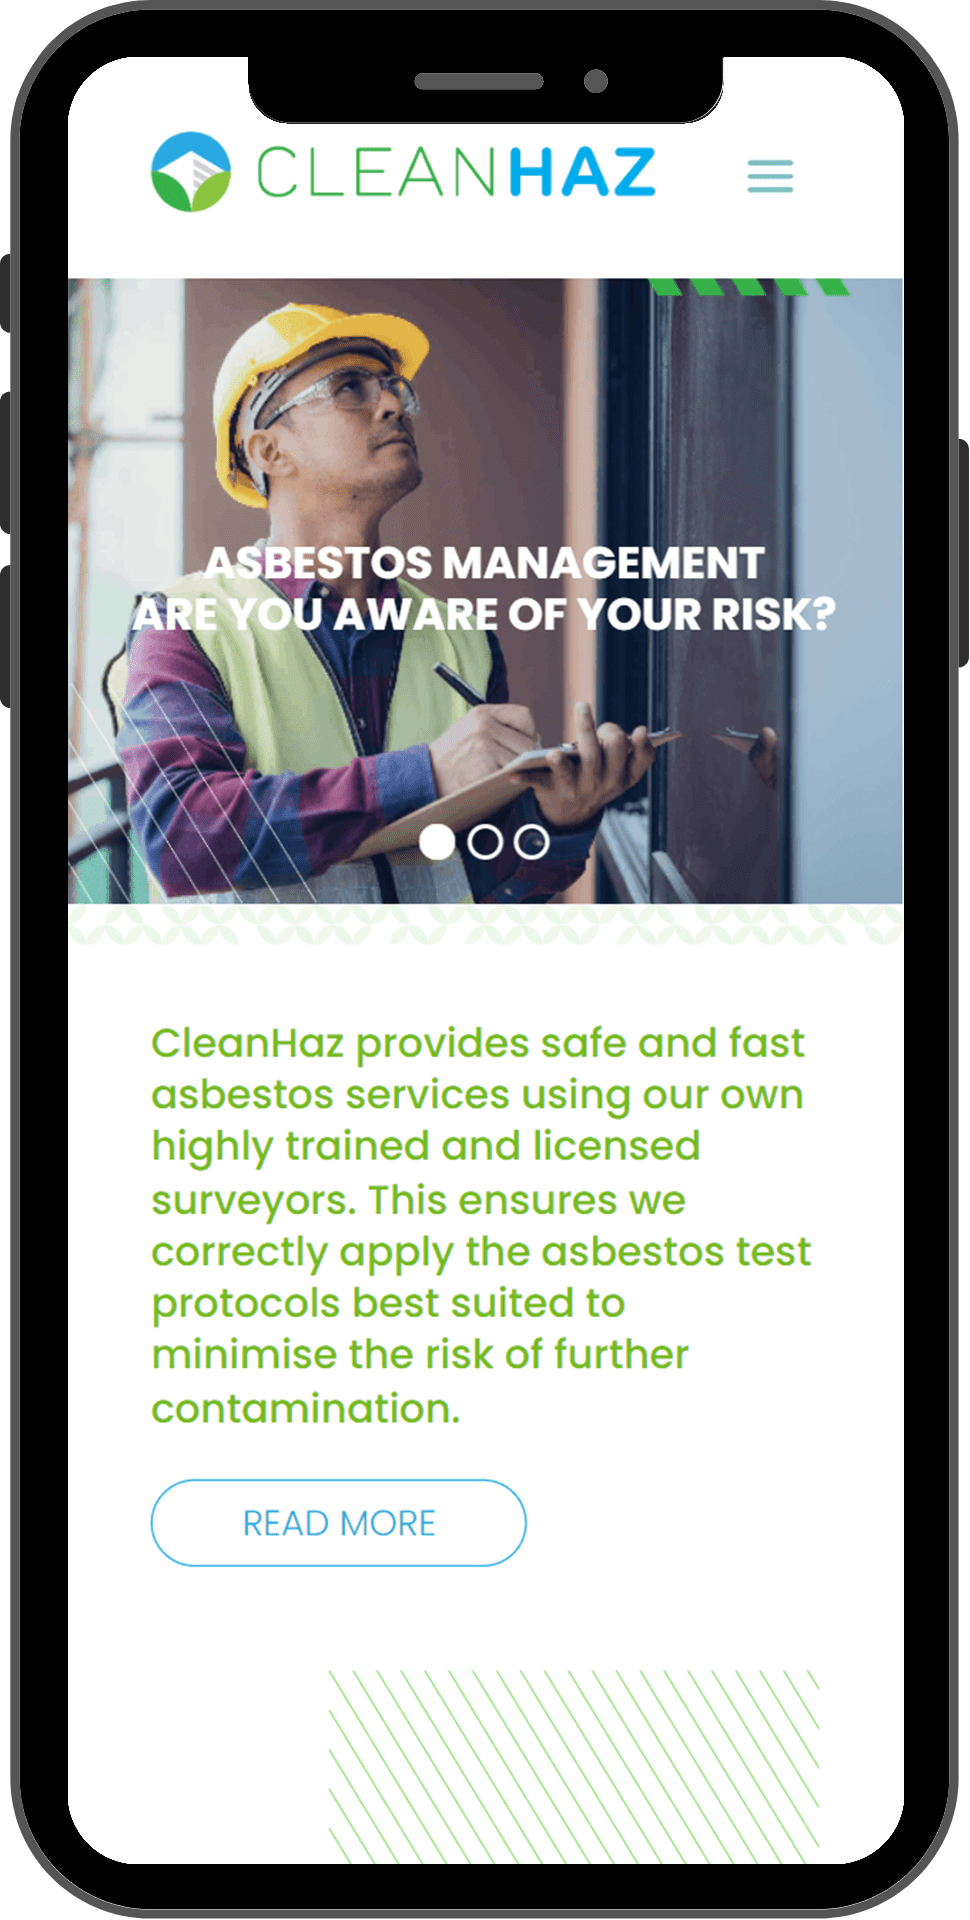 CLEANHAZ
ASBESTOS MANAGEMENT
ARE YOU AWARE OF YOUR RISK?
CleanHaz provides safe and fast
asbestos services using our own
highly trained and licensed
surveyors. This ensures we
correctly apply the asbestos test
protocols best suited to
minimise the risk of further
contamination.
READ MORE